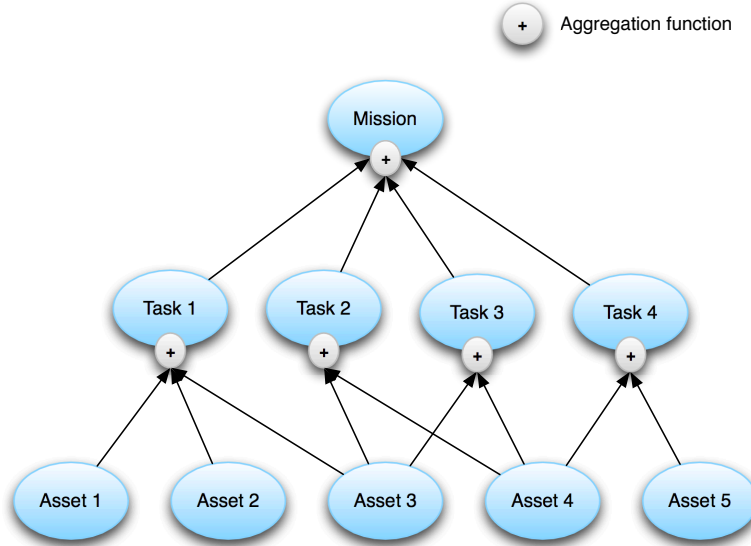 + Aggregation function
Mission
+
Task 1
Task 2
Task 3
Task 4
+
+
+
+
Asset 1
Asset 2
Asset 3
Asset 4
Asset 5